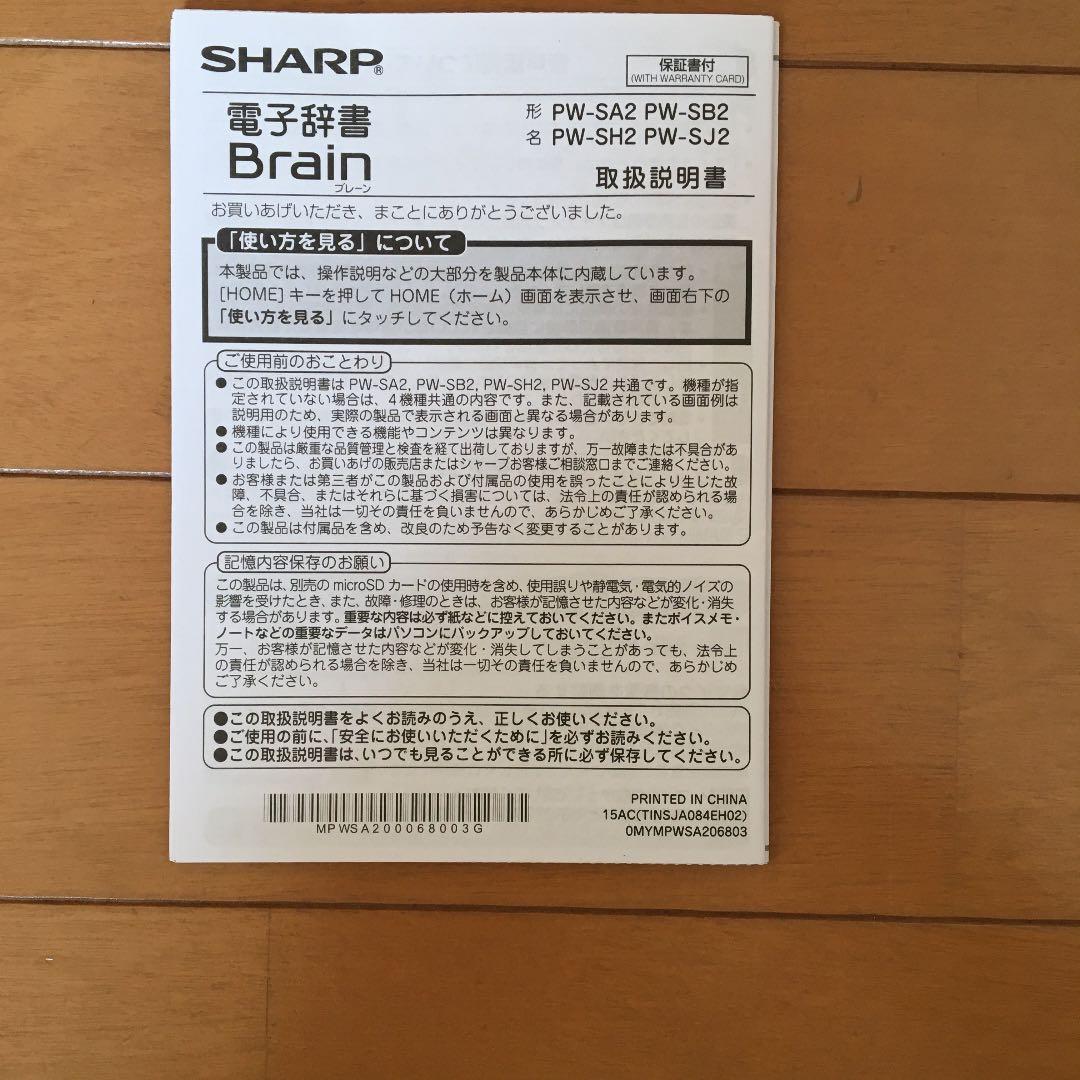 SHARP®
保証書付
(WITH WARRANTY CARD)
電子辞書
Brain
ブレーン
形 PW-SA2 PW-SB2
名 PW-SH2 PW-SJ2
取扱説明書
お買いあげいただき、まことにありがとうございました。
「使い方を見る」について
本製品では、操作説明などの大部分を製品本体に内蔵しています。
[HOME] キーを押して HOME（ホーム）画面を表示させ、画面右下の
「使い方を見る」にタッチしてください。
ご使用前のおことわり
● この取扱説明書は PW-SA2, PW-SB2, PW-SH2, PW-SJ2 共通です。機種が指
定されていない場合は、4機種共通の内容です。また、記載されている画面例は
説明用のため、実際の製品で表示される画面と異なる場合があります。
● 機種により使用できる機能やコンテンツは異なります。
● この製品は厳重な品質管理と検査を経て出荷しておりますが、万一故障または不具合があ
りましたら、お買いあげの販売店またはシャープお客様ご相談窓口までご連絡ください。
● お客様または第三者がこの製品および付属品の使用を誤ったことにより生じた故
障、不具合、またはそれらに基づく損害については、法令上の責任が認められる場
合を除き、当社は一切その責任を負いませんので、あらかじめご了承ください。
● この製品は付属品を含め、改良のため予告なく変更することがあります。
記憶内容保存のお願い
この製品は、別売の microSD カードの使用時を含め、使用誤りや静電気・電気的ノイズの
影響を受けたとき、また、故障・修理のときは、お客様が記憶させた内容などが変化・消失
する場合があります。重要な内容は必ず紙などに控えておいてください。またボイスメモ・
ノートなどの重要なデータはパソコンにバックアップしておいてください。
万一、お客様が記憶させた内容などが変化・消失してしまうことがあっても、法令上
の責任が認められる場合を除き、当社は一切その責任を負いませんので、あらかじめ
ご了承ください。
●この取扱説明書をよくお読みのうえ、正しくお使いください。
●ご使用の前に、「安全にお使いいただくために」を必ずお読みください。
●この取扱説明書は、いつでも見ることができる所に必ず保存してください。
MPWSA200068003G
PRINTED IN CHINA
15AC(TINSJA084EH02)
0MYMPWSA206803